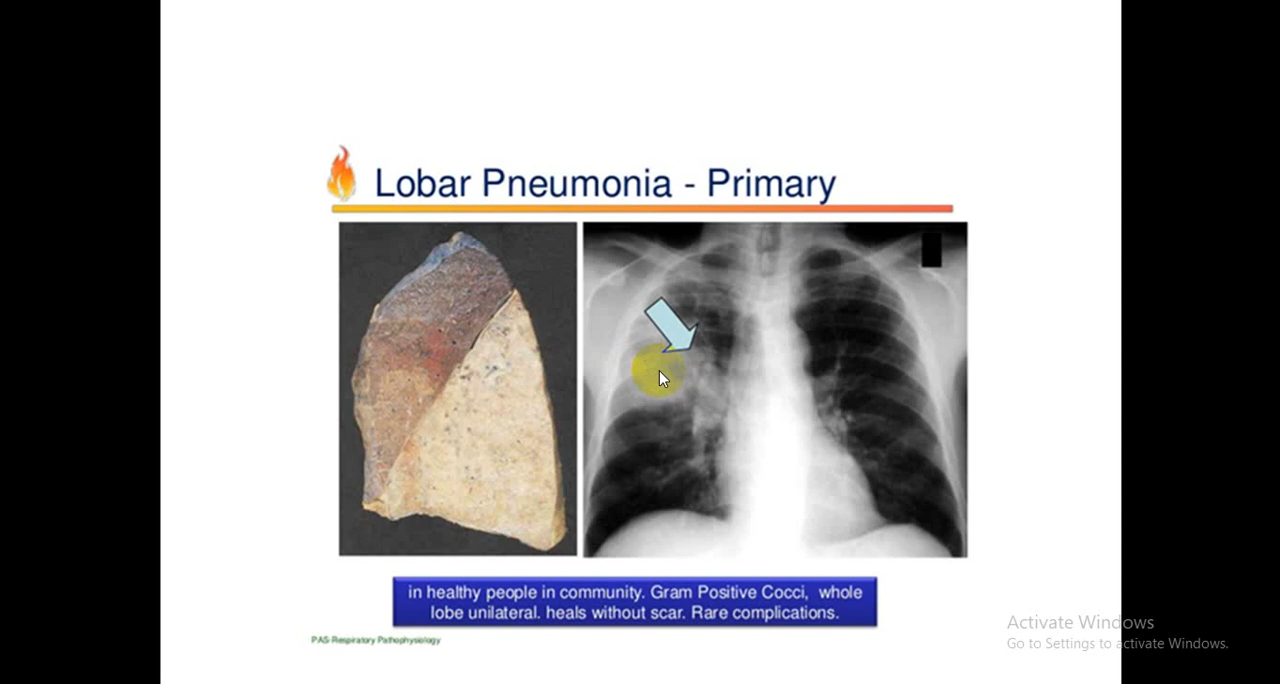 Lobar Pneumonia - Primary
in healthy people in community. Gram Positive Cocci, whole
lobe unilateral. heals without scar. Rare complications.
PAS-Respiratory Pathophysiology
Activate Windows
Go to Settings to activate Windows.